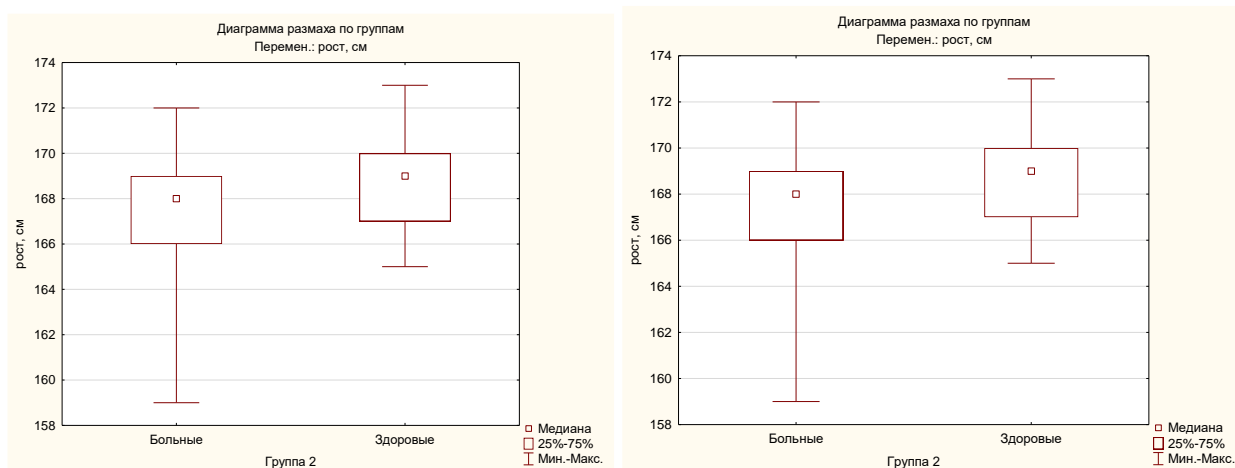 Диаграмма размаха по группам
Перемен.: рост, см
174
172
170
168
166
164
162
160
158
рост, см
Больные
Здоровые
Группа 2
Медиана
25%-75%
Мин.-Макс.
Диаграмма размаха по группам
Перемен.: рост, см
174
172
170
168
166
164
162
160
158
рост, см
Больные
Здоровые
Группа 2
Медиана
25%-75%
Мин.-Макс.